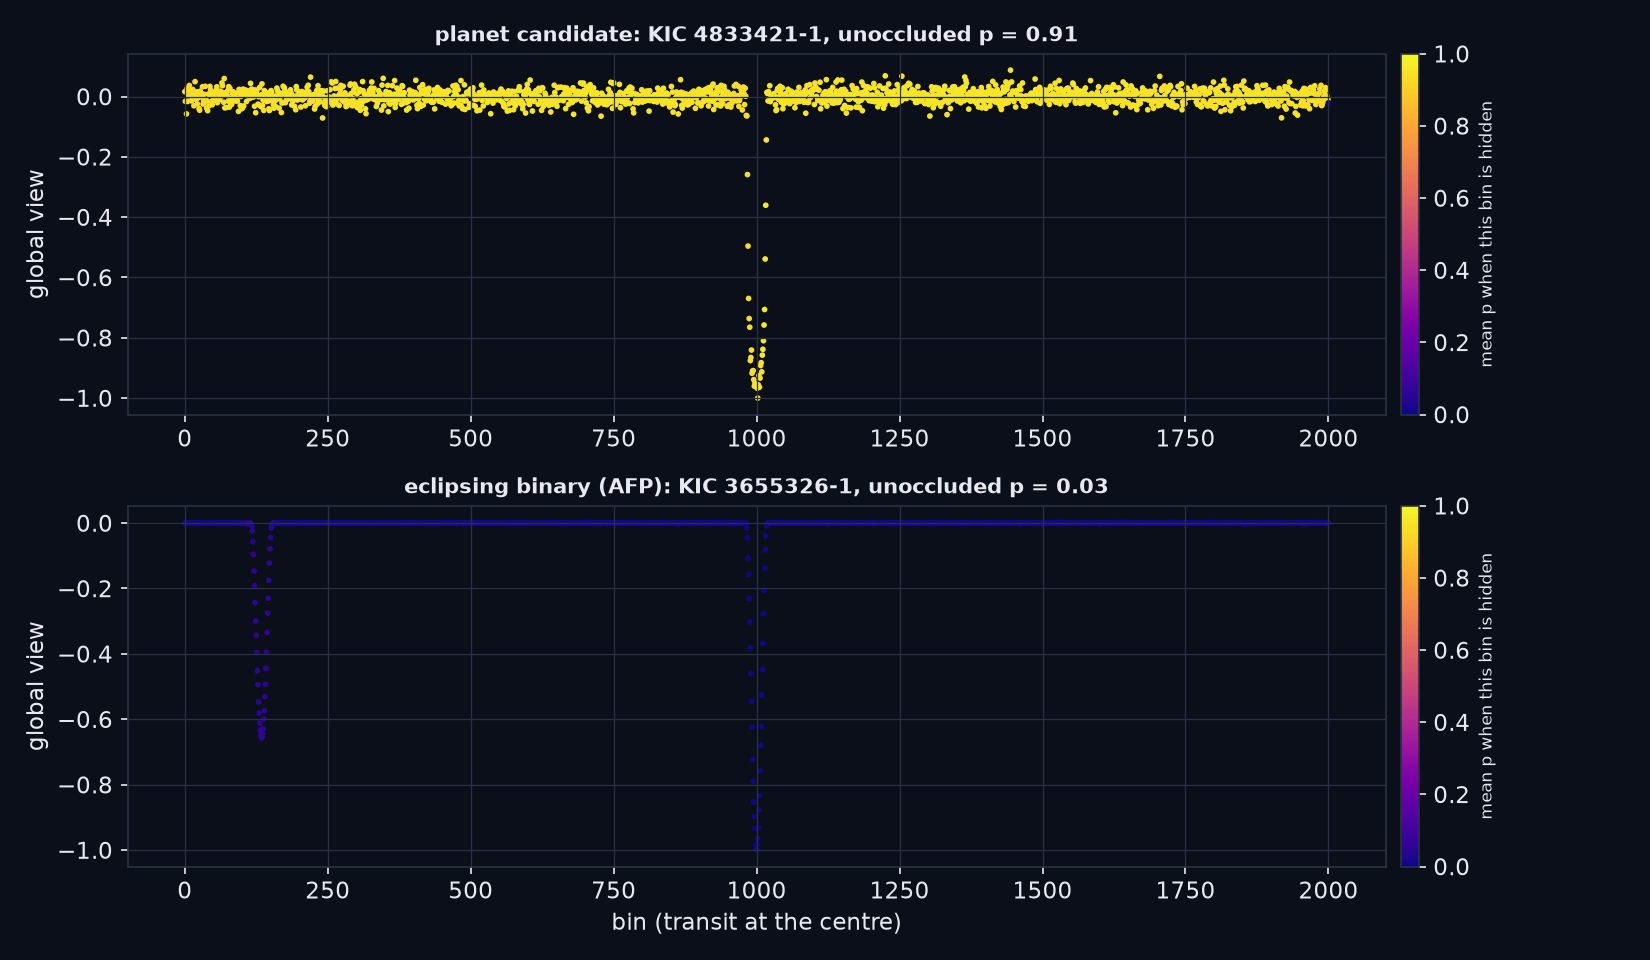 planet candidate: KIC 4833421-1, unoccluded p = 0.91
global view
0.0
−0.2
−0.4
−0.6
−0.8
−1.0
0 250 500 750 1000 1250 1500 1750 2000
1.0
0.8
0.6
0.4
0.2
0.0
mean p when this bin is hidden
eclipsing binary (AFP): KIC 3655326-1, unoccluded p = 0.03
global view
0.0
−0.2
−0.4
−0.6
−0.8
−1.0
0 250 500 750 1000 1250 1500 1750 2000
bin (transit at the centre)
1.0
0.8
0.6
0.4
0.2
0.0
mean p when this bin is hidden